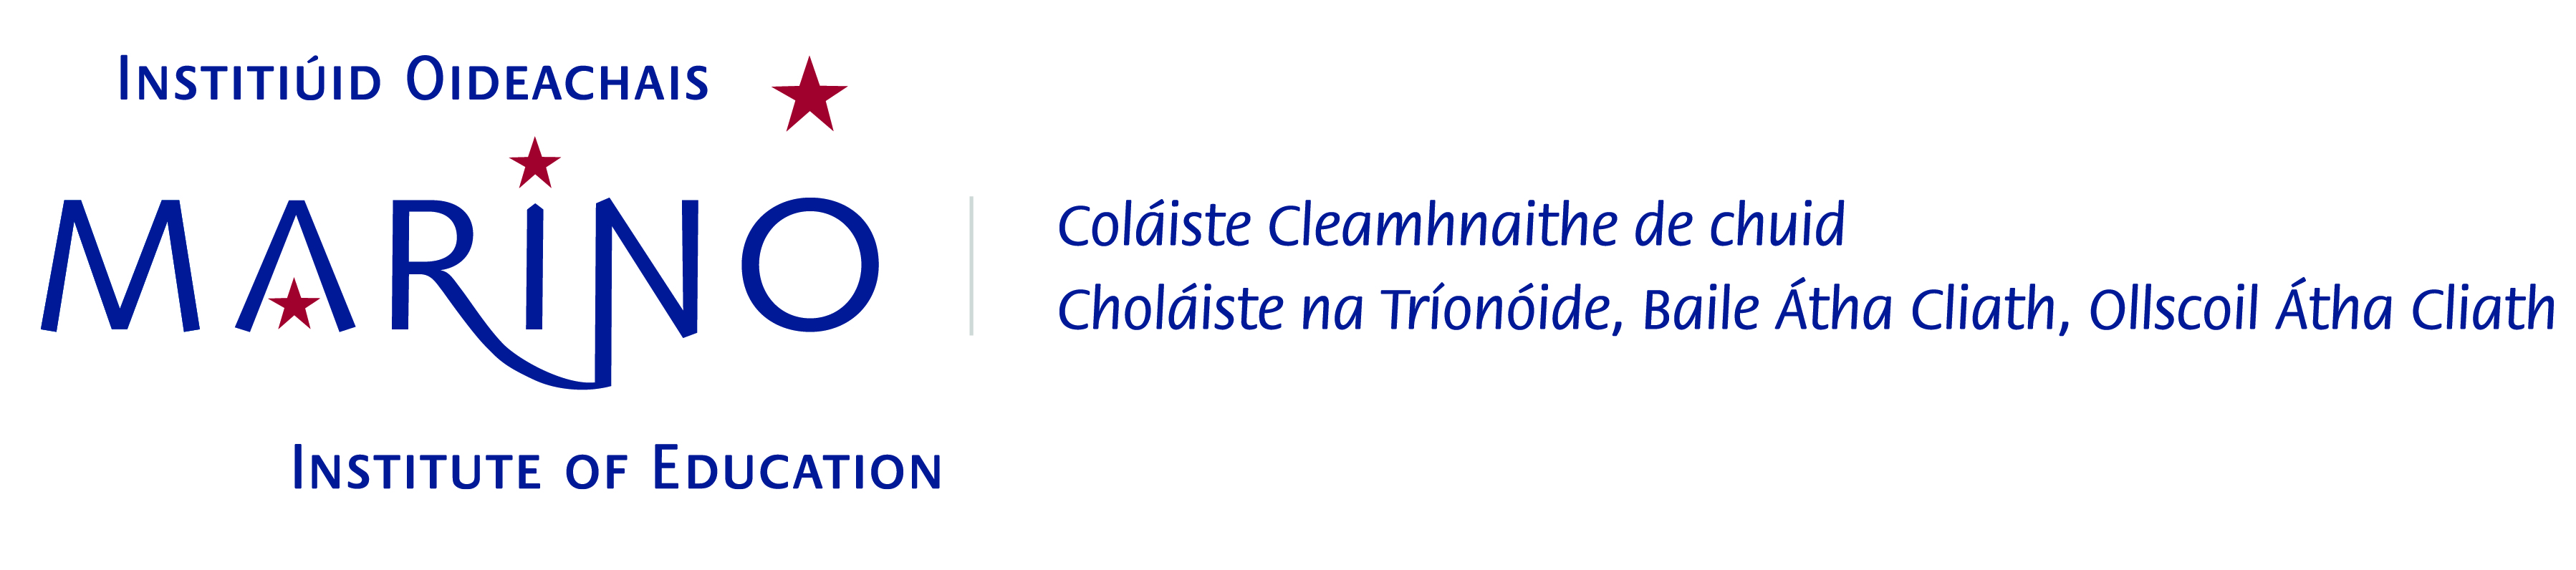 INSTITIÚID OIDEACHAIS
MARINO
INSTITUTE OF EDUCATION
Coláiste Cleamhnaithe de chuid
Choláiste na Tríonóide, Baile Átha Cliath, Ollscoil Átha Cliath